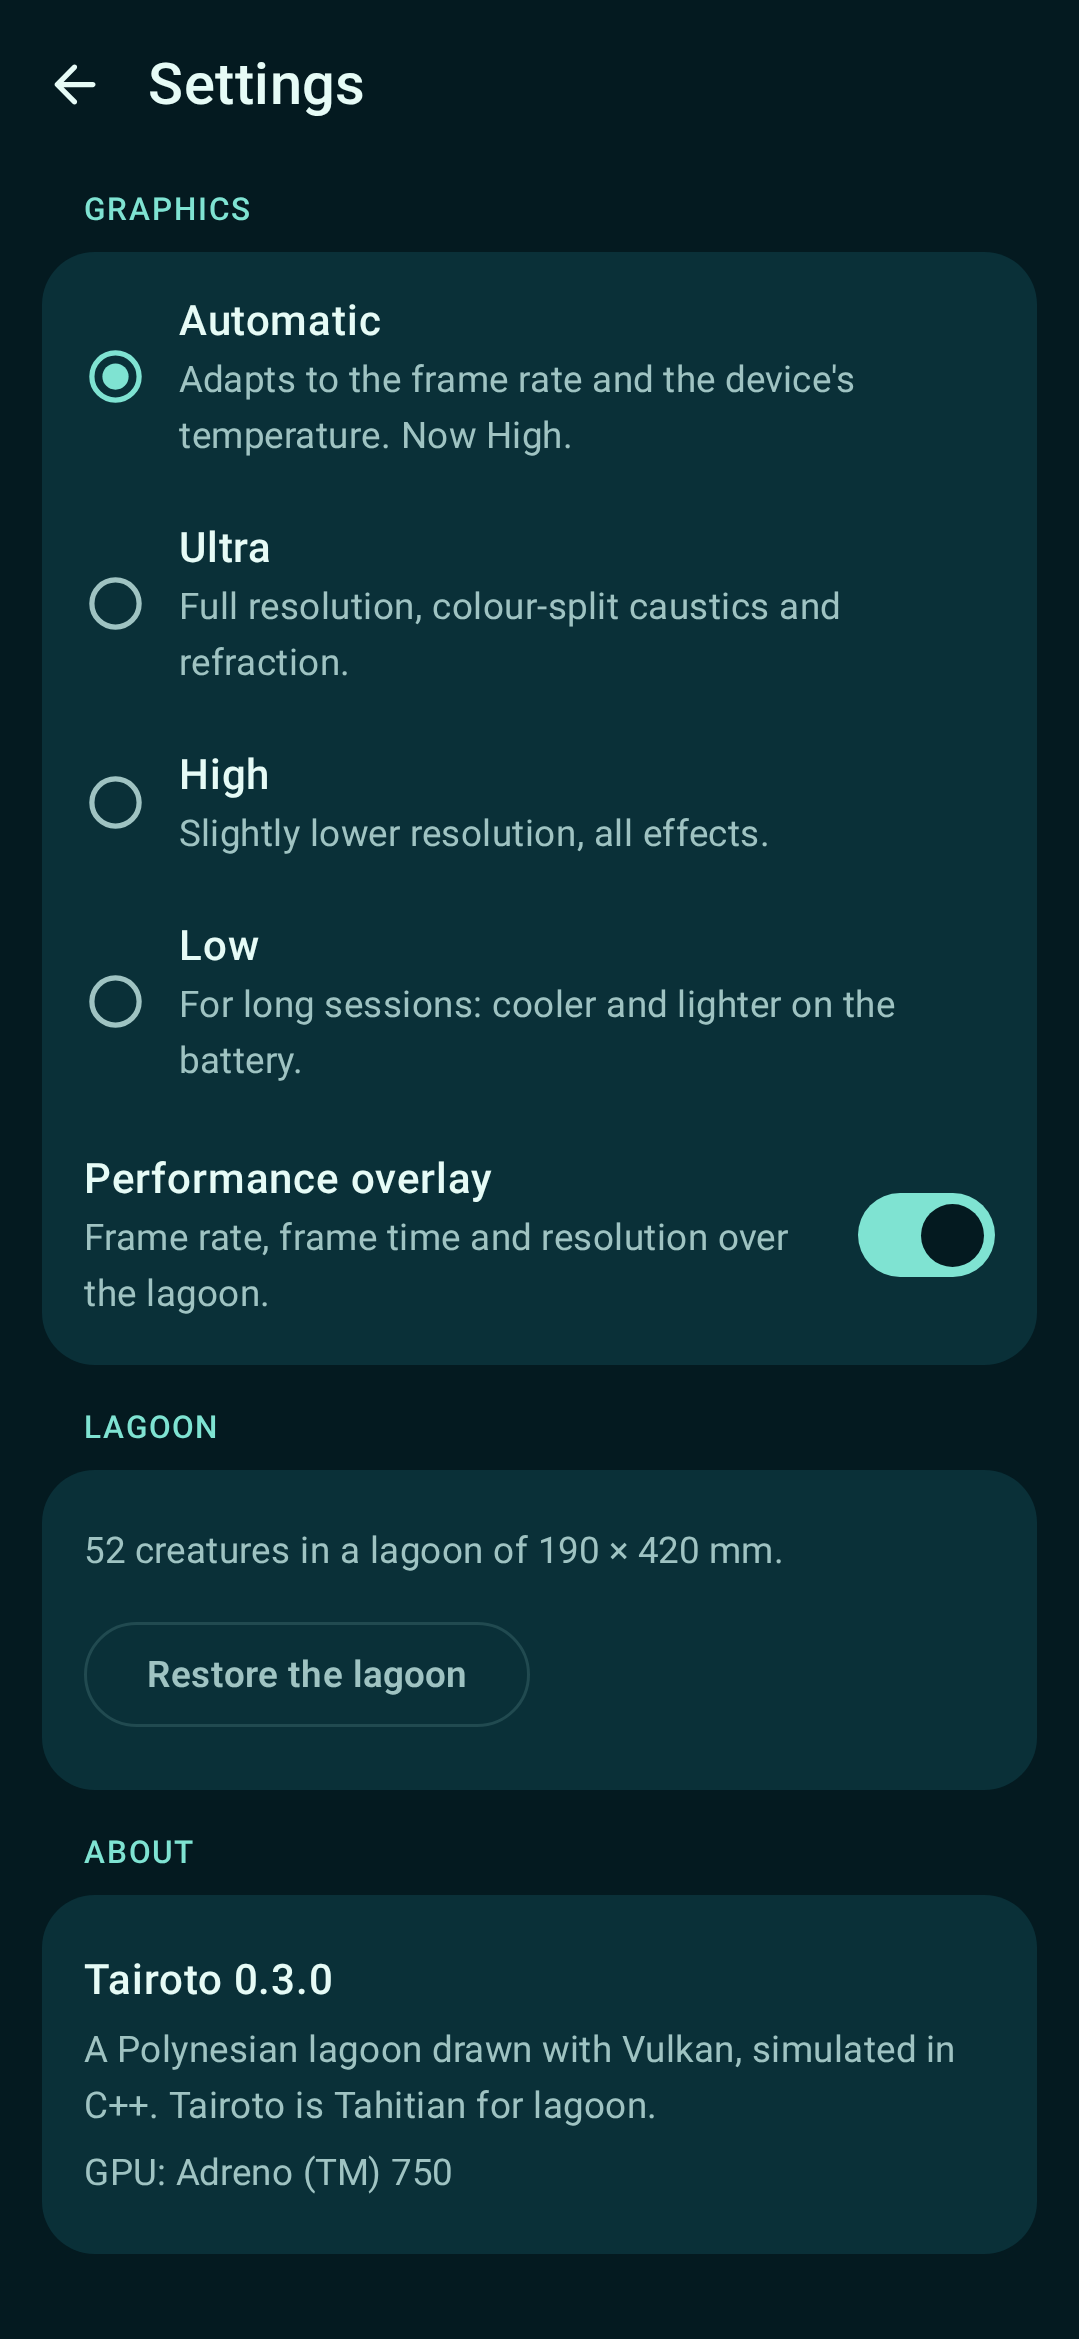 Settings
GRAPHICS
Automatic
Adapts to the frame rate and the device's
temperature. Now High.
Ultra
Full resolution, colour-split caustics and
refraction.
High
Slightly lower resolution, all effects.
Low
For long sessions: cooler and lighter on the
battery.
Performance overlay
Frame rate, frame time and resolution over
the lagoon.
LAGOON
52 creatures in a lagoon of 190 × 420 mm.
Restore the lagoon
ABOUT
Tairoto 0.3.0
A Polynesian lagoon drawn with Vulkan, simulated in
C++. Tairoto is Tahitian for lagoon.
GPU: Adreno (TM) 750